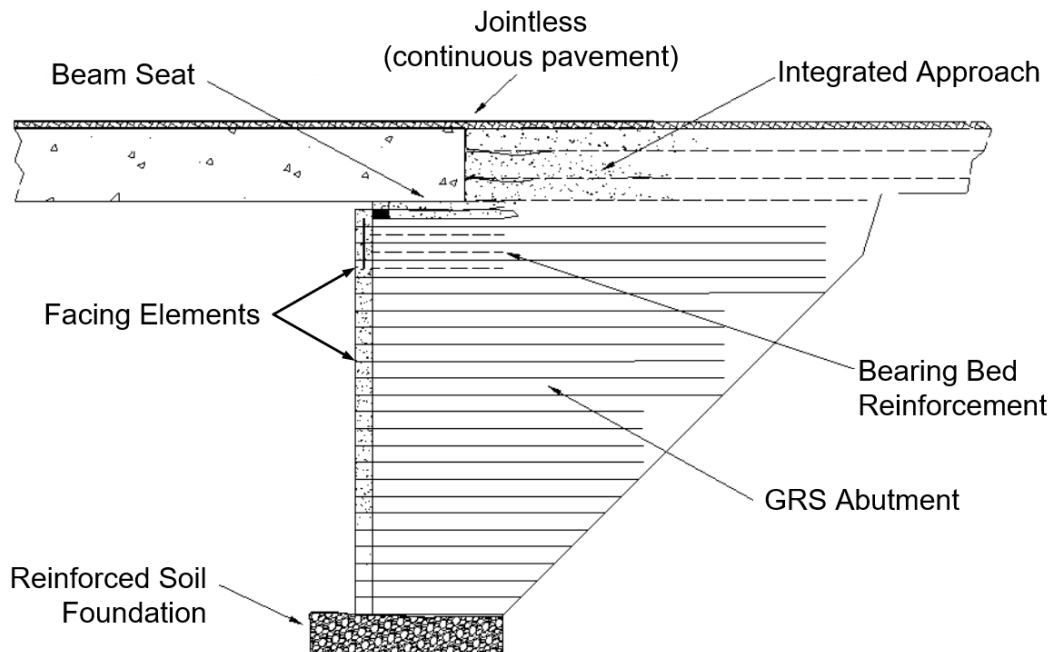 Jointless
(continuous pavement)
Beam Seat
Integrated Approach
Facing Elements
Bearing Bed
Reinforcement
GRS Abutment
Reinforced Soil
Foundation